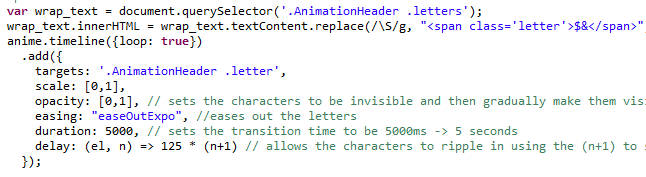 var wrap_text = document.querySelector('.AnimationHeader .letters');
wrap_text.innerHTML = wrap_text.textContent.replace(/\S/g, "<span class='letter'>$&</span>"
anime.timeline({loop: true})
.add({
targets: '.AnimationHeader .letter',
scale: [0,1],
opacity: [0,1], // sets the characters to be invisible and then gradually make them
easing: "easeOutExpo", //eases out the letters
duration: 5000, // sets the transition time to be 5000ms -> 5 seconds
delay: (el, n) => 125 * (n+1) // allows the characters to ripple in using the (n+1) to
});